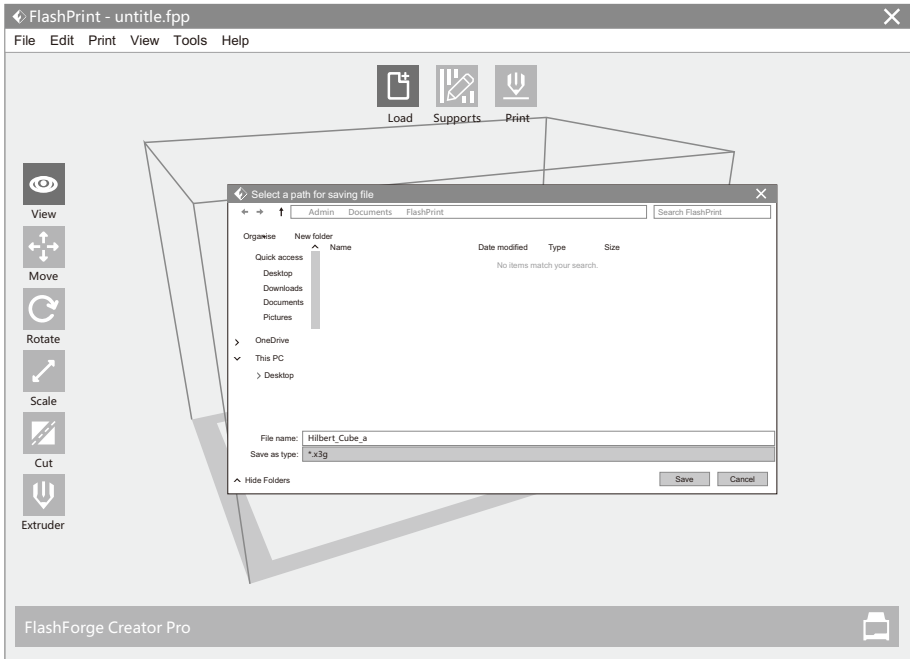 FlashPrint - untitle.fpp
File Edit Print View Tools Help
Load Supports Print
View
Move
Rotate
Scale
Cut
Extruder
Select a path for saving file
Admin Documents FlashPrint
Search FlashPrint
Organise New folder
Name Date modified Type Size
Quick access
No items match your search.
Desktop
Downloads
Documents
Pictures
OneDrive
This PC
Desktop
File name: Hilbert_Cube_a
Save as type: *.x3g
Hide Folders Save Cancel
FlashForge Creator Pro